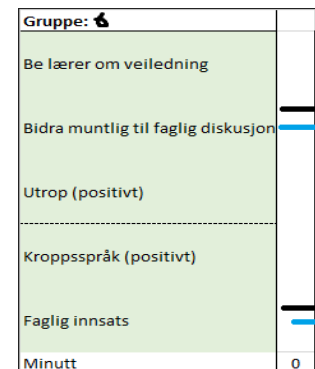 Gruppe: 6
Be lærer om veiledning
Bidra muntlig til faglig diskusjon
Utrop (positivt)
Kroppsspråk (positivt)
Faglig innsats
Minutt 0